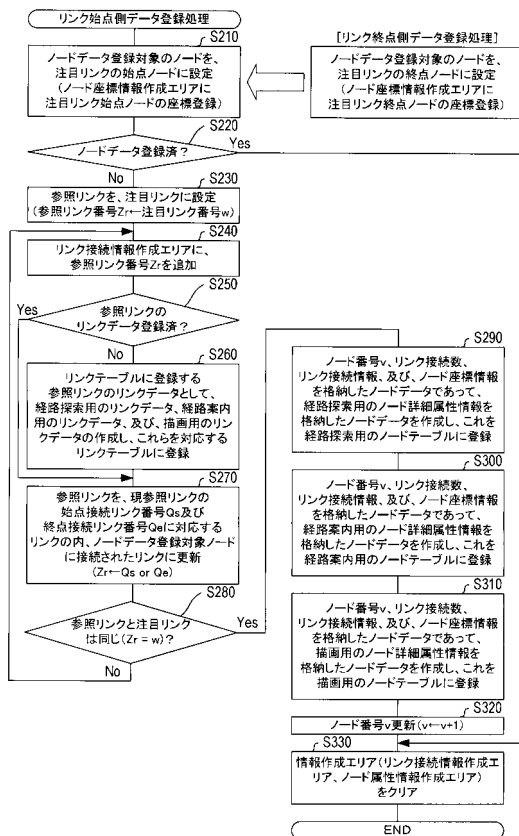 リンク始点側データ登録処理
S210
ノードデータ登録対象のノードを、
注目リンクの始点ノードに設定
(ノード座標情報作成エリアに
注目リンク始点ノードの座標登録)
[リンク終点側データ登録処理]
ノードデータ登録対象のノードを、
注目リンクの終点ノードに設定
(ノード座標情報作成エリアに
注目リンク終点ノードの座標登録)
S220
ノードデータ登録済?
Yes
No
S230
参照リンクを、注目リンクに設定
(参照リンク番号Zr←注目リンク番号w)
S240
リンク接続情報作成エリアに、
参照リンク番号Zrを追加
S250
参照リンクの
リンクデータ登録済?
Yes
No
S260
リンクテーブルに登録する
参照リンクのリンクデータとして、
経路探索用のリンクデータ、経路案内
用のリンクデータ、及び、描画用のリン
クデータの作成し、これらを対応する
リンクテーブルに登録
S270
参照リンクを、現参照リンクの
始点接続リンク番号Qs及び
終点接続リンク番号Qeに対応する
リンクの内、ノードデータ登録対象ノード
に接続されたリンクに更新
(Zr←Qs or Qe)
S280
参照リンクと注目リンク
は同じ(Zr = w)?
Yes
No
S290
ノード番号v、リンク接続数、
リンク接続情報、及び、ノード座標情報
を格納したノードデータであって、
経路探索用のノード詳細属性情報を
格納したノードデータを作成し、これを
経路探索用のノードテーブルに登録
S300
ノード番号v、リンク接続数、
リンク接続情報、及び、ノード座標情報
を格納したノードデータであって、
経路案内用のノード詳細属性情報を
格納したノードデータを作成し、これを
経路案内用のノードテーブルに登録
S310
ノード番号v、リンク接続数、
リンク接続情報、及び、ノード座標情報
を格納したノードデータであって、
描画用のノード詳細属性情報を
格納したノードデータを作成し、これを
描画用のノードテーブルに登録
S320
ノード番号v更新(v←v+1)
S330
情報作成エリア(リンク接続情報作成エ
リア、ノード属性情報作成エリア)
をクリア
END